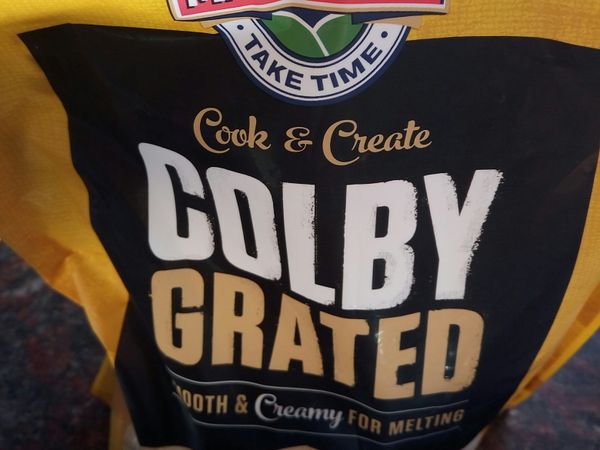 • TAKE TIME •
Cook & Create
COLBY
GRATED
& Creamy FOR MELTING